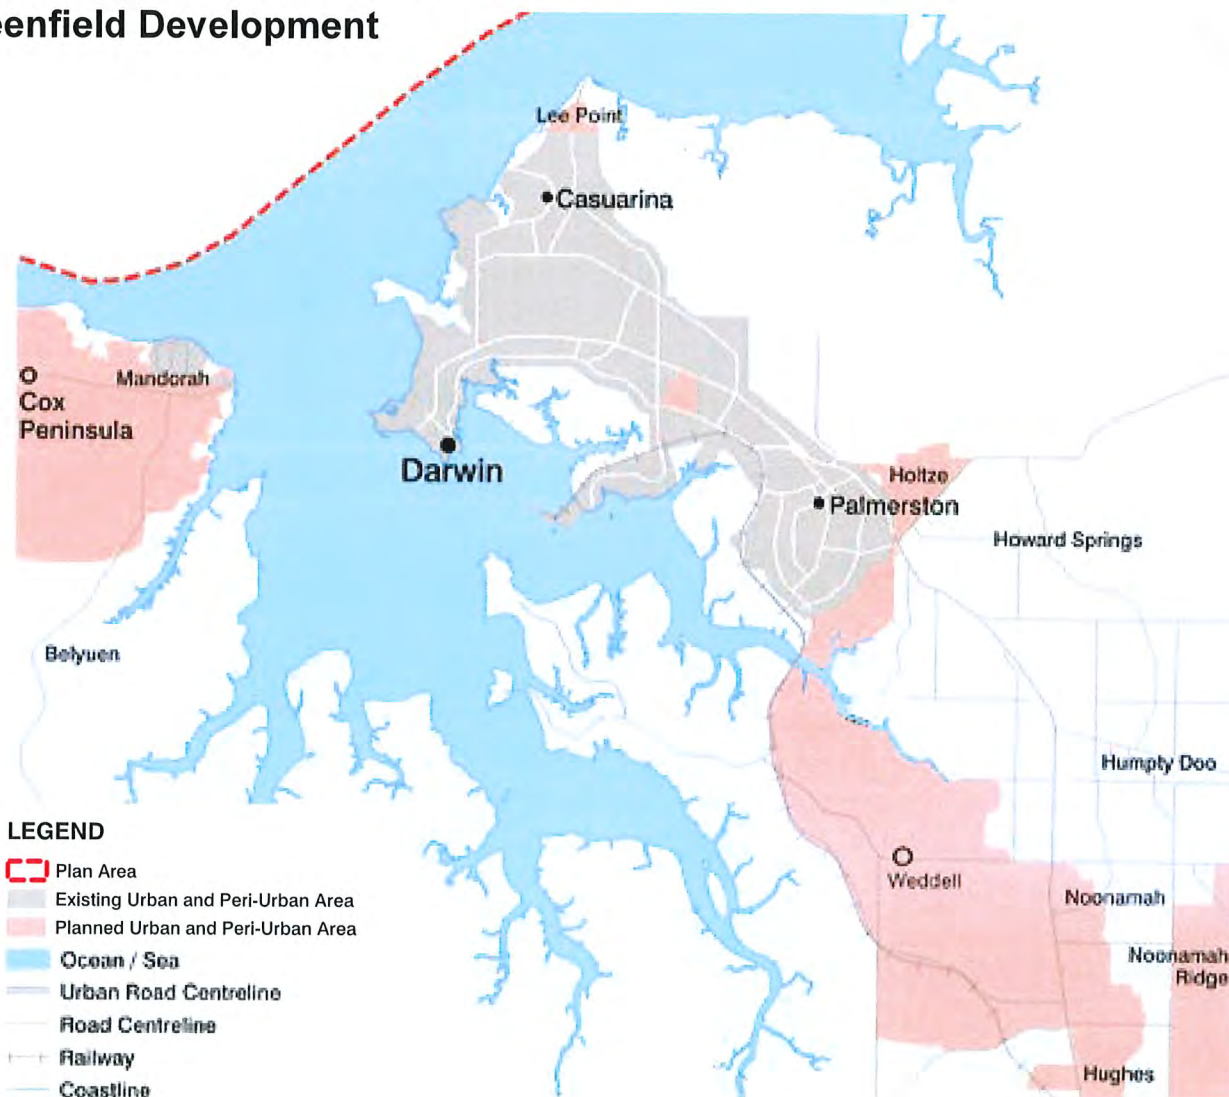 enfield Development
Lee Point
Casuarina
Mandorah
Cox
Peninsula
Darwin
Holtze
Palmerston
Howard Springs
Belyuen
Humpty Doo
Weddell
Noonamah
Noonamah
Ridge
Hughes
LEGEND
Plan Area
Existing Urban and Peri-Urban Area
Planned Urban and Peri-Urban Area
Ocean / Sea
Urban Road Centreline
Road Centreline
Railway
Coastline